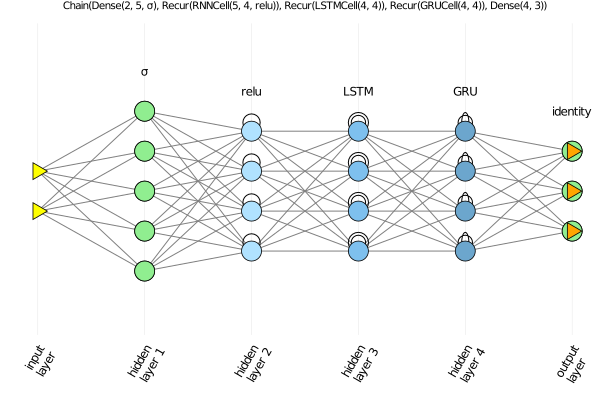 Chain(Dense(2, 5, σ), Recur(RNNCell(5, 4, relu)), Recur(LSTMCell(4, 4)), Recur(GRUCell(4, 4)), Dense(4, 3))
σ
relu
LSTM
GRU
identity
input
layer
hidden
layer 1
hidden
layer 2
hidden
layer 3
hidden
layer 4
output
layer